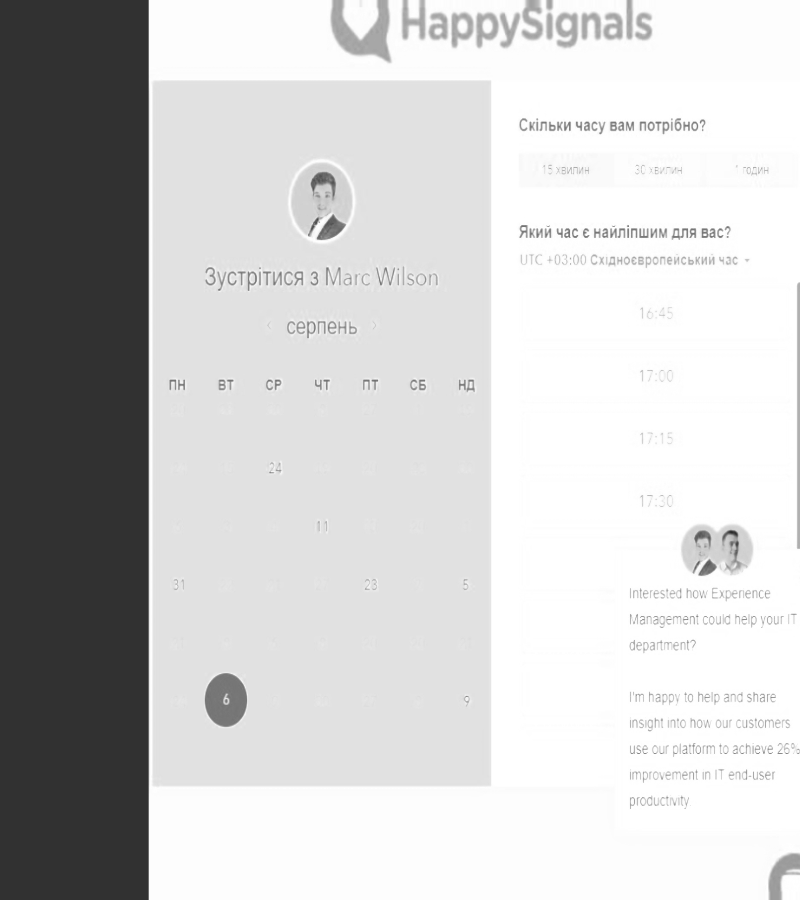 HappySignals
Зустрітися з Marc Wilson
серпень
ПН ВТ СР ЧТ ПТ СБ НД
24
11
31 23 5
6 9
Скільки часу вам потрібно?
15 хвилин 30 хвилин 1 годин
Який час є найліпшим для вас?
UTC +03:00 Східноєвропейський час
16:45
17:00
17:15
17:30
Interested how Experience
Management could help your IT
department?
I'm happy to help and share
insight into how our customers
use our platform to achieve 26%
improvement in IT end-user
productivity